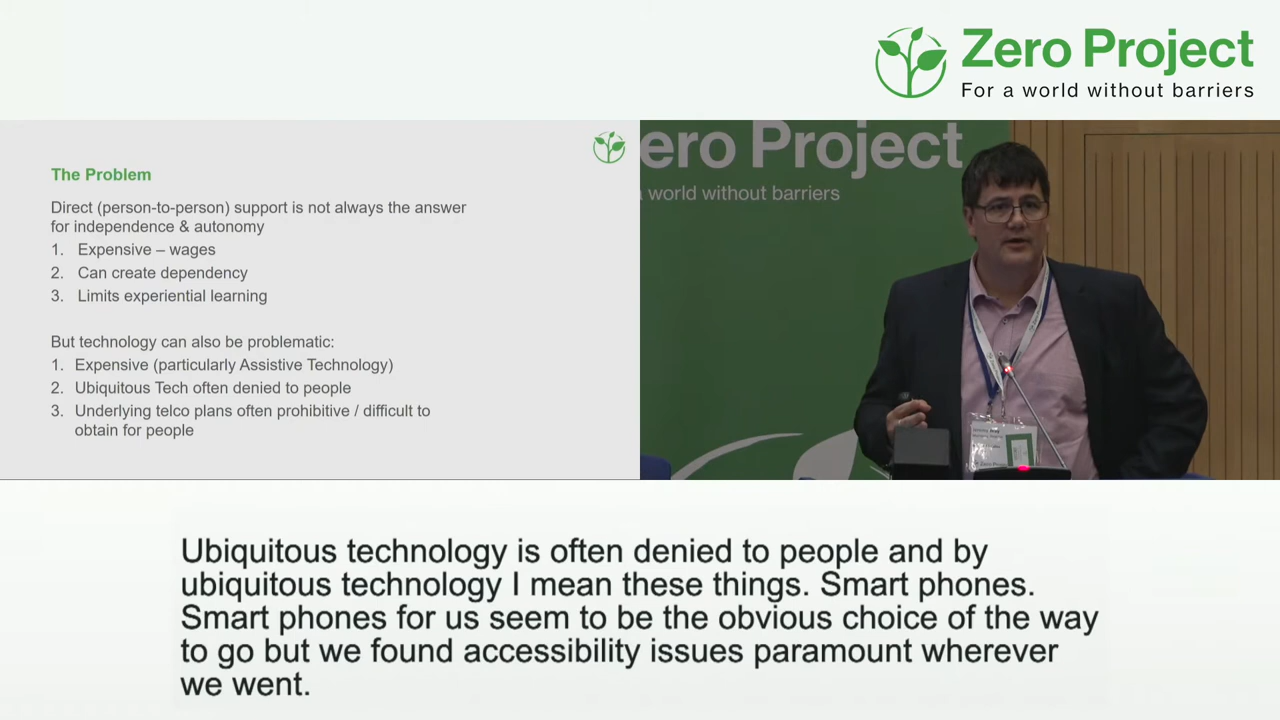 Zero Project
For a world without barriers
The Problem
Direct (person-to-person) support is not always the answer
for independence & autonomy
1. Expensive – wages
2. Can create dependency
3. Limits experiential learning
But technology can also be problematic:
1. Expensive (particularly Assistive Technology)
2. Ubiquitous Tech often denied to people
3. Underlying telco plans often prohibitive / difficult to
obtain for people
ero Project
a world without barriers
Ubiquitous technology is often denied to people and by
ubiquitous technology I mean these things. Smart phones.
Smart phones for us seem to be the obvious choice of the way
to go but we found accessibility issues paramount wherever
we went.